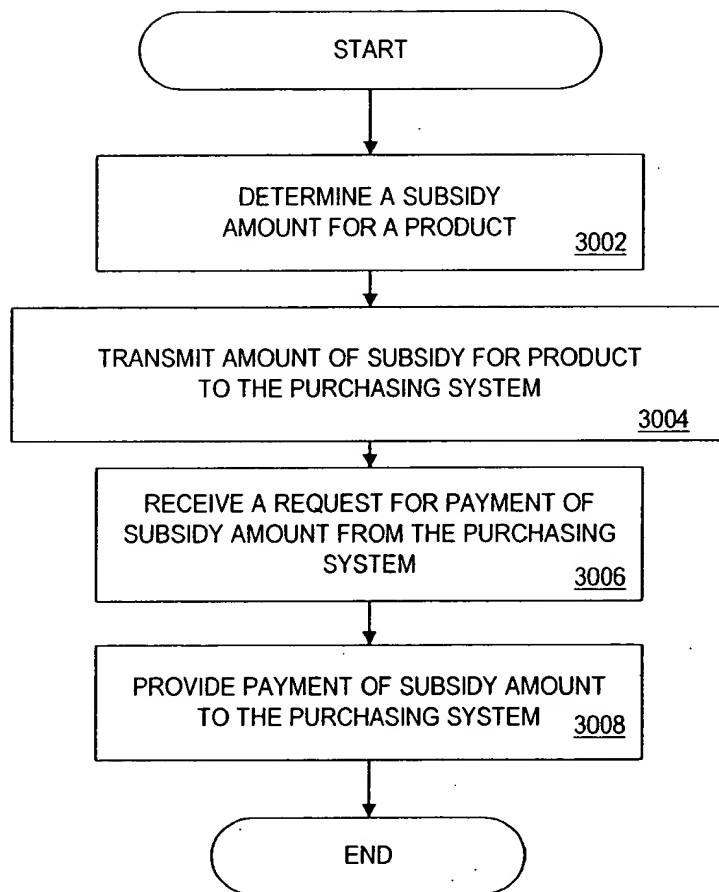 START
DETERMINE A SUBSIDY
AMOUNT FOR A PRODUCT
3002
TRANSMIT AMOUNT OF SUBSIDY FOR PRODUCT
TO THE PURCHASING SYSTEM
3004
RECEIVE A REQUEST FOR PAYMENT OF
SUBSIDY AMOUNT FROM THE PURCHASING
SYSTEM
3006
PROVIDE PAYMENT OF SUBSIDY AMOUNT
TO THE PURCHASING SYSTEM
3008
END